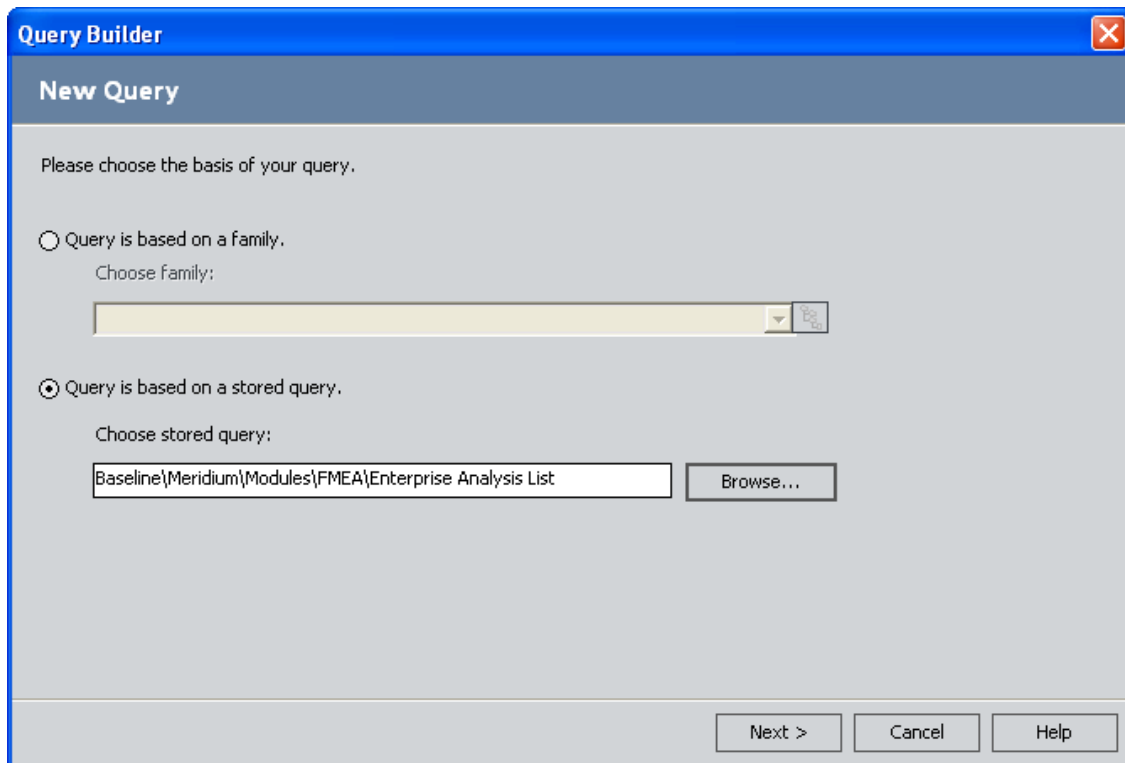 Query Builder
New Query
Please choose the basis of your query.
Query is based on a family.
Choose family:
Query is based on a stored query.
Choose stored query:
Baseline\Meridium\Modules\FMEA\Enterprise Analysis List
Browse...
Next >
Cancel
Help